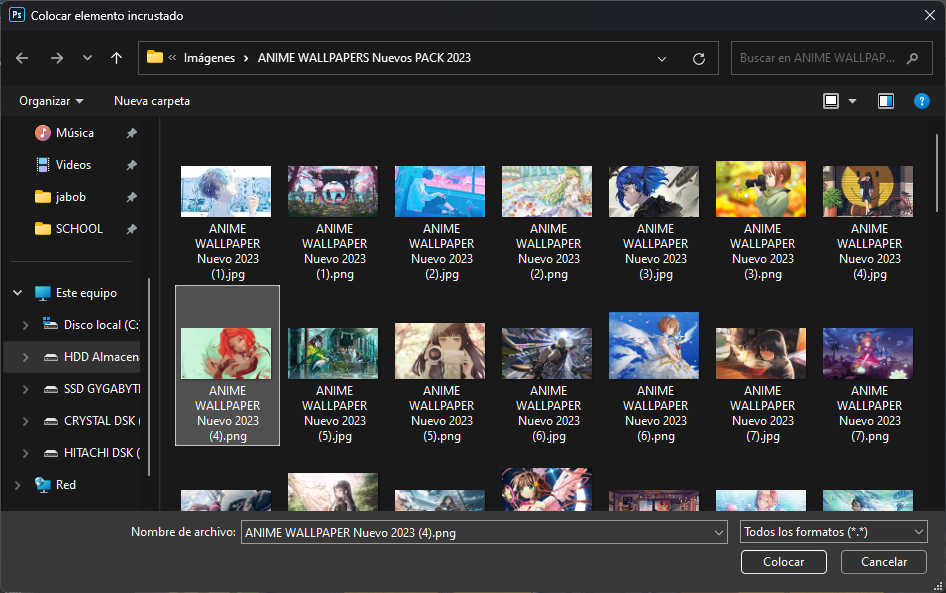 Ps Colocar elemento incrustado
« Imágenes › ANIME WALLPAPERS Nuevos PACK 2023
Buscar en ANIME WALLPAP...
Organizar
Nueva carpeta
?
Música
Videos
jabob
SCHOOL
Este equipo
Disco local (C:)
HDD Almacen
SSD GYGABYTI
CRYSTAL DSK (
HITACHI DSK (
Red
ANIME
WALLPAPER
Nuevo 2023
(1).jpg
ANIME
WALLPAPER
Nuevo 2023
(1).png
ANIME
WALLPAPER
Nuevo 2023
(2).jpg
ANIME
WALLPAPER
Nuevo 2023
(2).png
ANIME
WALLPAPER
Nuevo 2023
(3).jpg
ANIME
WALLPAPER
Nuevo 2023
(3).png
ANIME
WALLPAPER
Nuevo 2023
(4).jpg
ANIME
WALLPAPER
Nuevo 2023
(4).png
ANIME
WALLPAPER
Nuevo 2023
(5).jpg
ANIME
WALLPAPER
Nuevo 2023
(5).png
ANIME
WALLPAPER
Nuevo 2023
(6).jpg
ANIME
WALLPAPER
Nuevo 2023
(6).png
ANIME
WALLPAPER
Nuevo 2023
(7).jpg
ANIME
WALLPAPER
Nuevo 2023
(7).png
Nombre de archivo: ANIME WALLPAPER Nuevo 2023 (4).png
Todos los formatos (*.*)
Colocar
Cancelar